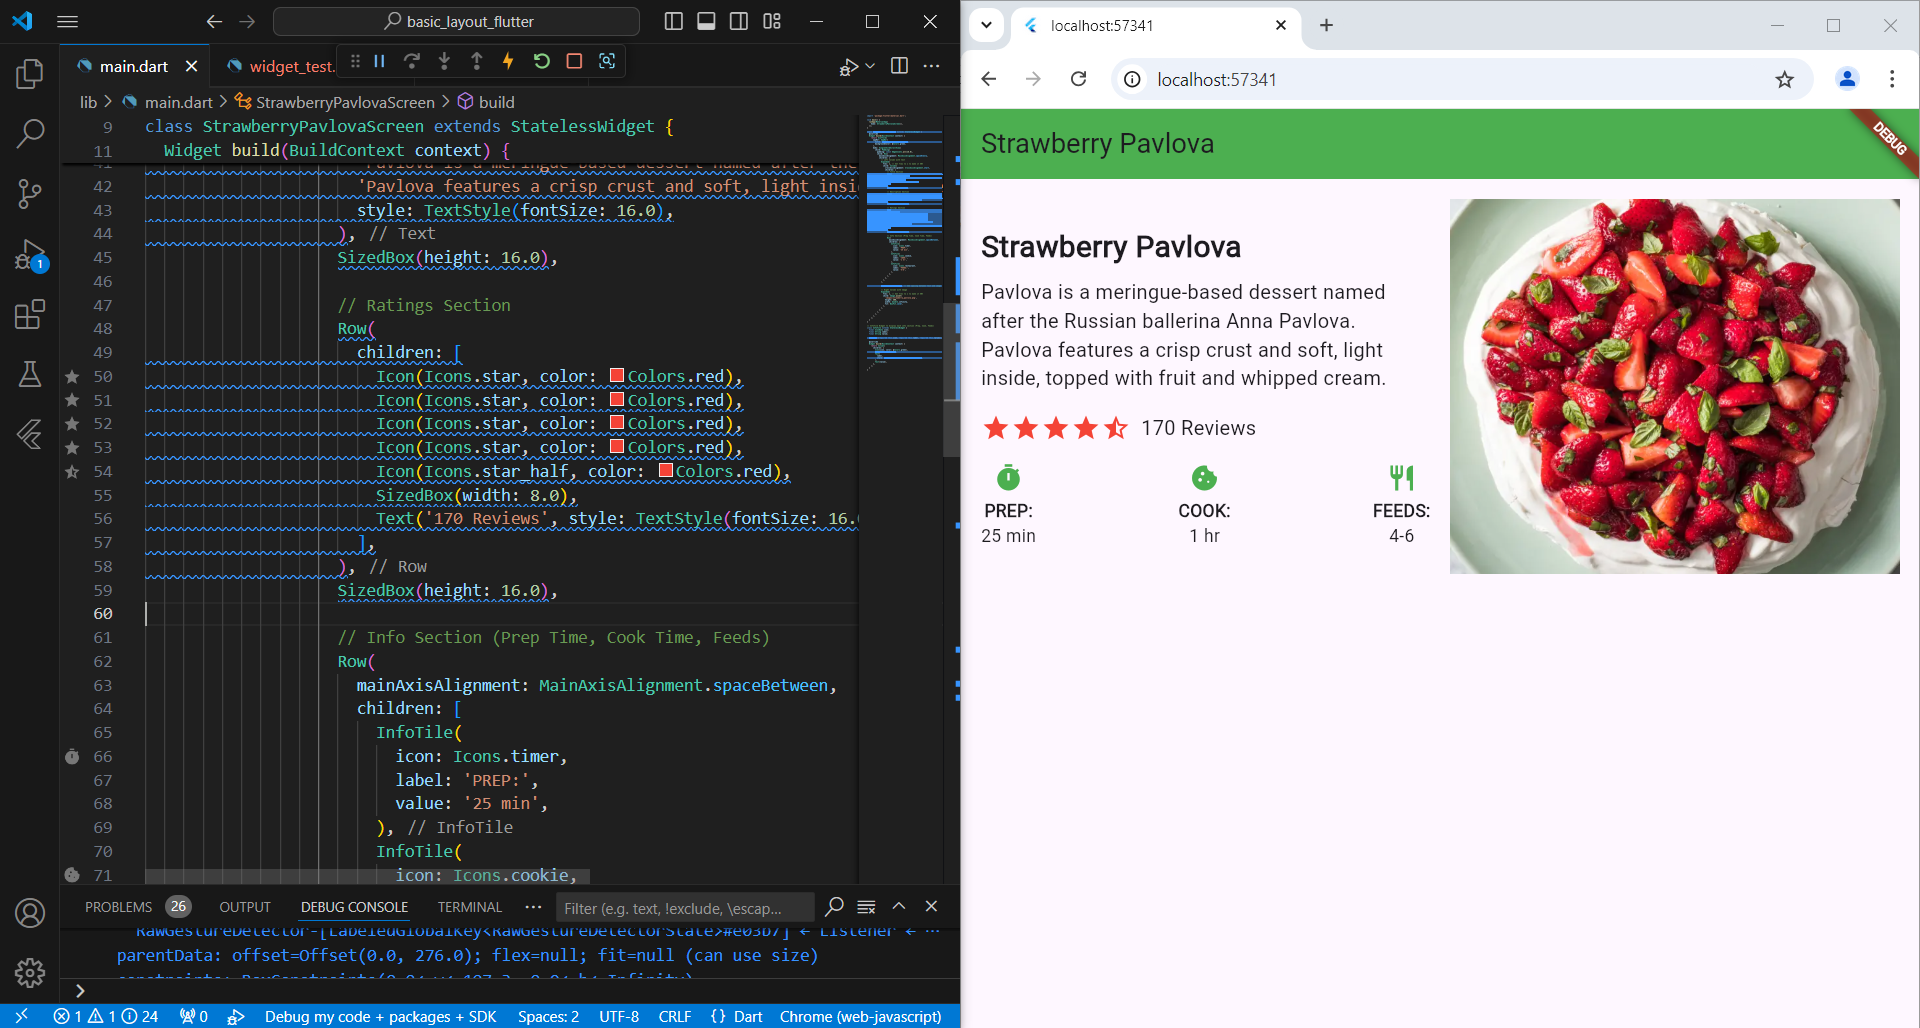 basic_layout_flutter
main.dart
widget_test.
lib > main.dart > StrawberryPavlovaScreen > build
9 class StrawberryPavlovaScreen extends StatelessWidget {
11 Widget build(BuildContext context) {
42 'Pavlova features a crisp crust and soft, light insi
43 style: TextStyle(fontSize: 16.0),
44 ), // Text
45 SizedBox(height: 16.0),
46
47 // Ratings Section
48 Row(
49 children: [
50 Icon(Icons.star, color: Colors.red),
51 Icon(Icons.star, color: Colors.red),
52 Icon(Icons.star, color: Colors.red),
53 Icon(Icons.star, color: Colors.red),
54 Icon(Icons.star_half, color: Colors.red),
55 SizedBox(width: 8.0),
56 Text('170 Reviews', style: TextStyle(fontSize: 16.
57 ],
58 ), // Row
59 SizedBox(height: 16.0),
60
61 // Info Section (Prep Time, Cook Time, Feeds)
62 Row(
63 mainAxisAlignment: MainAxisAlignment.spaceBetween,
64 children: [
65 InfoTile(
66 icon: Icons.timer,
67 label: 'PREP:',
68 value: '25 min',
69 ), // InfoTile
70 InfoTile(
71 icon: Icons.cookie,
PROBLEMS 26 OUTPUT DEBUG CONSOLE TERMINAL ··· Filter (e.g. text, !exclude, \escap...
RawGestureDetector-[LabeledGlobalKey<RawGestureDetectorState>#e03b7] ← Listener ← ⋯
parentData: offset=Offset(0.0, 276.0); flex=null; fit=null (can use size)
1 1 24 0 Debug my code + packages + SDK Spaces: 2 UTF-8 CRLF {} Dart Chrome (web-javascript)
1
localhost:57341
localhost:57341
Strawberry Pavlova
DEBUG
Strawberry Pavlova
Pavlova is a meringue-based dessert named
after the Russian ballerina Anna Pavlova.
Pavlova features a crisp crust and soft, light
inside, topped with fruit and whipped cream.
170 Reviews
PREP: COOK: FEEDS:
25 min 1 hr 4-6